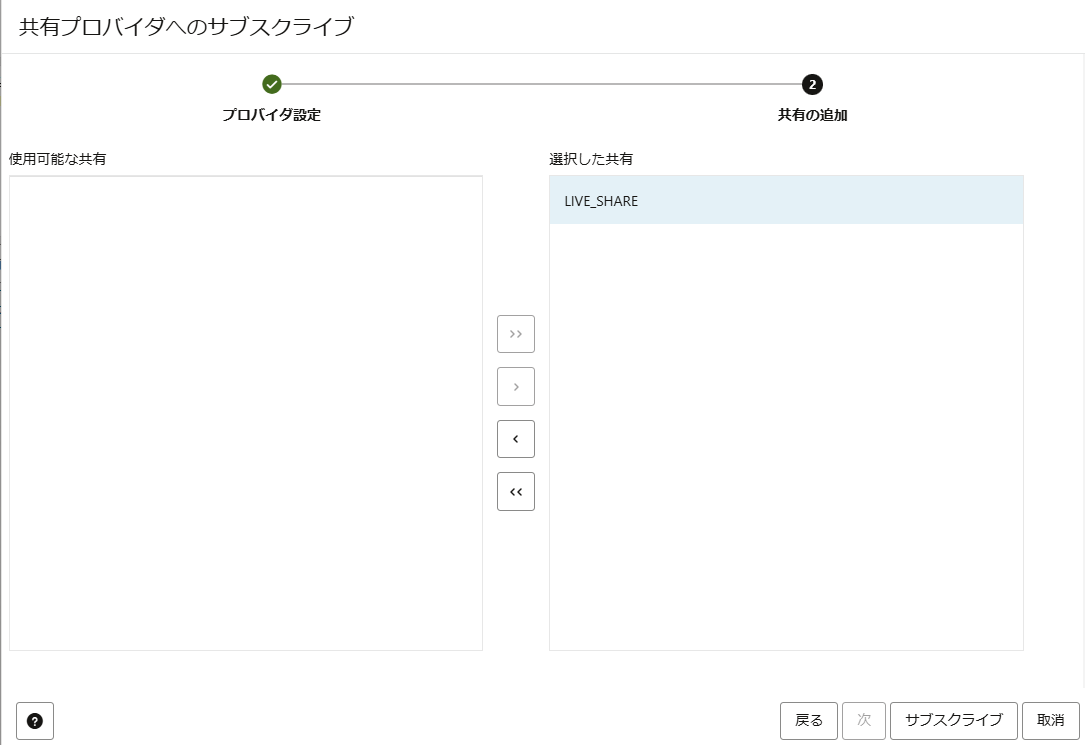 共有プロバイダへのサブスクライブ
2
プロバイダ設定
共有の追加
使用可能な共有
選択した共有
LIVE_SHARE
>>
>
<
<<
?
戻る
次
サブスクライブ
取消